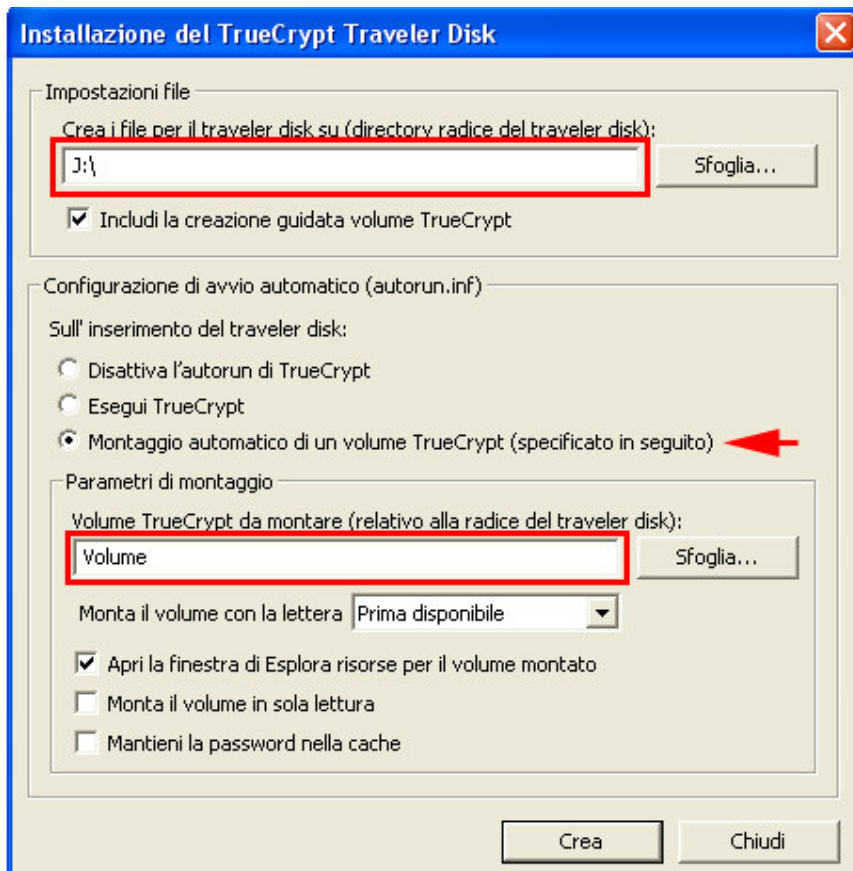 Installazione del TrueCrypt Traveler Disk
Impostazioni file
Crea i file per il traveler disk su (directory radice del traveler disk):
J:\
Sfoglia...
Includi la creazione guidata volume TrueCrypt
Configurazione di avvio automatico (autorun.inf)
Sull' inserimento del traveler disk:
Disattiva l'autorun di TrueCrypt
Esegui TrueCrypt
Montaggio automatico di un volume TrueCrypt (specificato in seguito)
Parametri di montaggio
Volume TrueCrypt da montare (relativo alla radice del traveler disk):
Volume
Sfoglia...
Monta il volume con la lettera Prima disponibile
Apri la finestra di Esplora risorse per il volume montato
Monta il volume in sola lettura
Mantieni la password nella cache
Crea
Chiudi